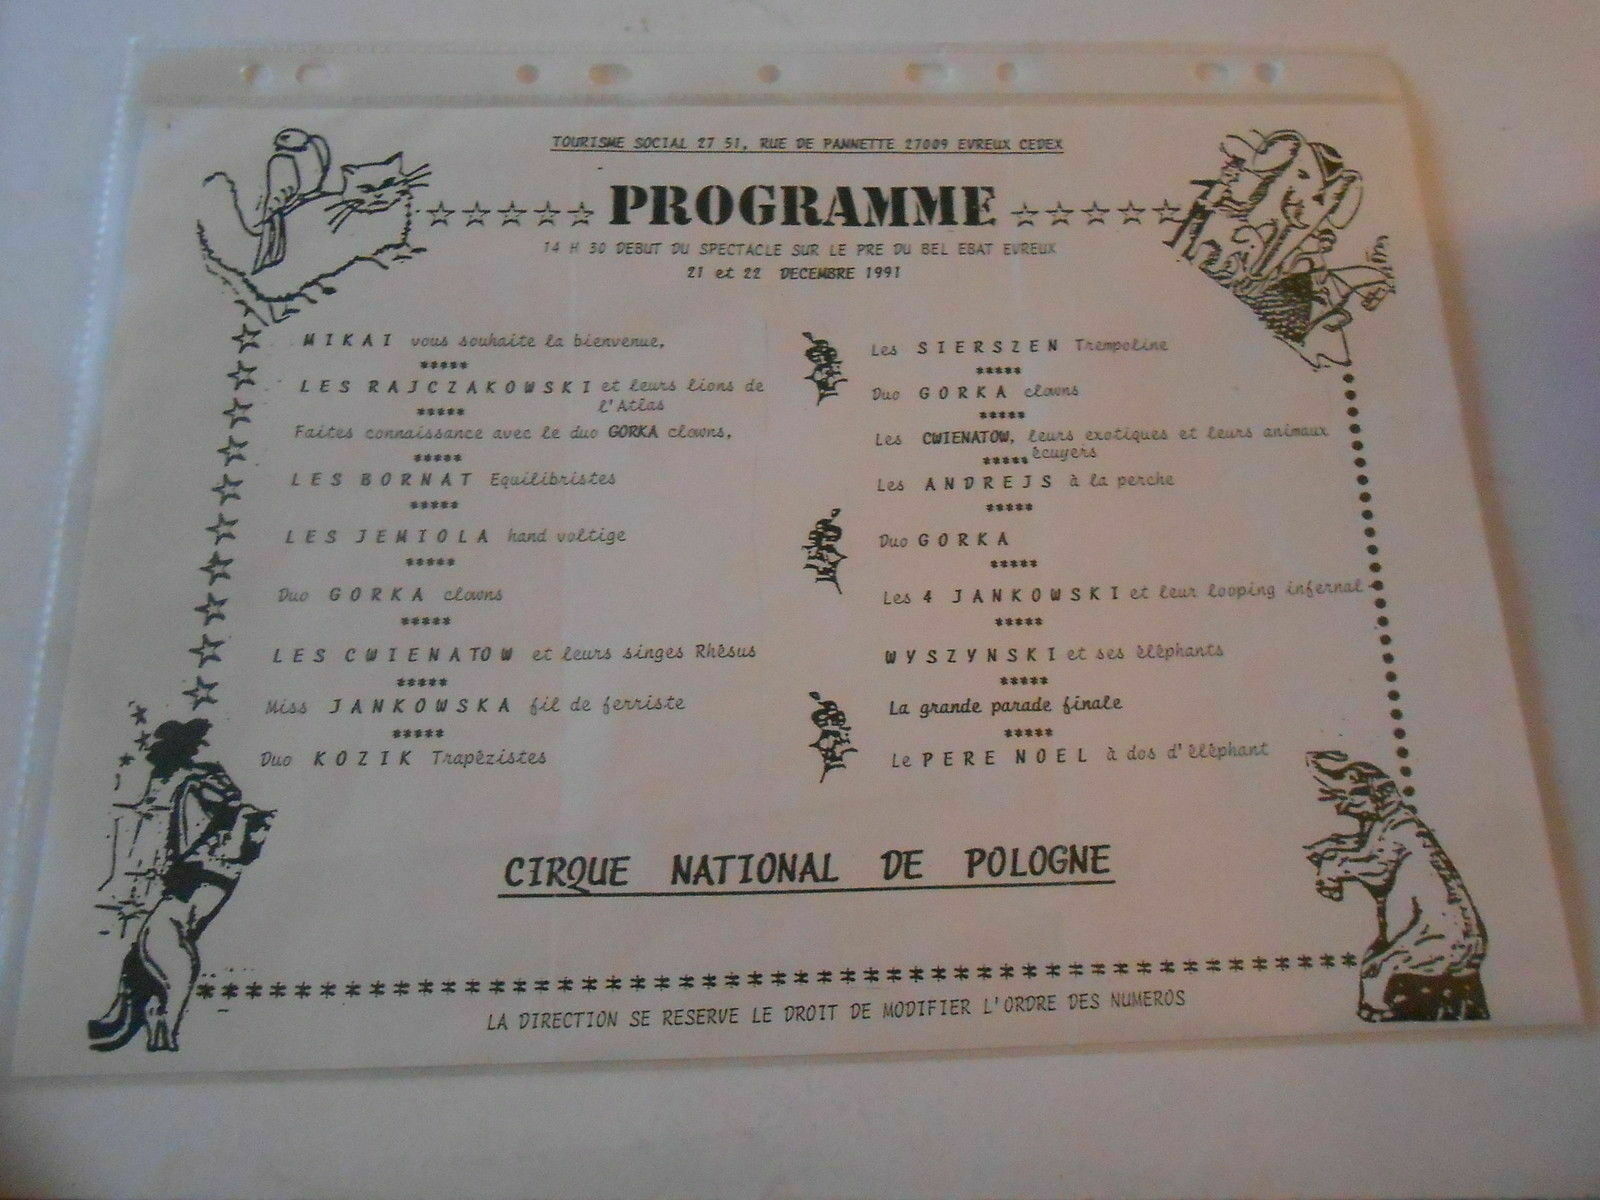 TOURISME SOCIAL 27 51, RUE DE PANNETTE 27009 EVREUX CEDEX
☆☆☆☆☆ PROGRAMME ☆☆☆☆☆
14 H 30 DEBUT DU SPECTACLE SUR LE PRE DU BEL EBAT EVREUX
21 et 22 DECEMBRE 1991
MIKAI vous souhaite la bienvenue,
*****
LES RAJCZAKOWSKI et leurs lions de
l'Atlas
*****
Faites connaissance avec le duo GORKA clowns,
*****
LES BORNAT Equilibristes
*****
LES JEMIOLA hand voltige
*****
Duo GORKA clowns
*****
LES CWIENATOW et leurs singes Rhésus
*****
Miss JANKOWSKA fil de ferriste
*****
Duo KOZIK Trapézistes
Les SIERSZEN Trempoline
*****
Duo GORKA clowns
*****
Les CWIENATOW, leurs exotiques et leurs animaux
écuyers
*****
Les ANDREJS à la perche
*****
Duo GORKA
*****
Les 4 JANKOWSKI et leur looping infernal
*****
WYSZYNSKI et ses éléphants
*****
La grande parade finale
*****
Le PERE NOEL à dos d'éléphant
CIRQUE NATIONAL DE POLOGNE
LA DIRECTION SE RESERVE LE DROIT DE MODIFIER L'ORDRE DES NUMEROS